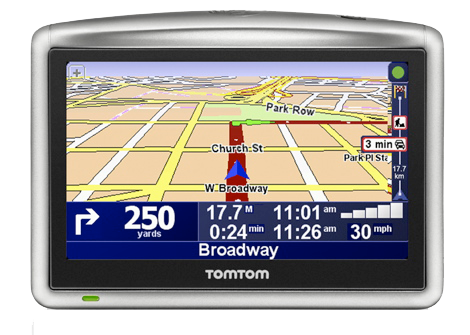 Park Row
Church St
3 min
Park Pl Sta
W Broadway
17.7
km
250
yards
17.7 M
11:01 am
0:24 min
11:26 am
30 mph
Broadway
TOMTOM